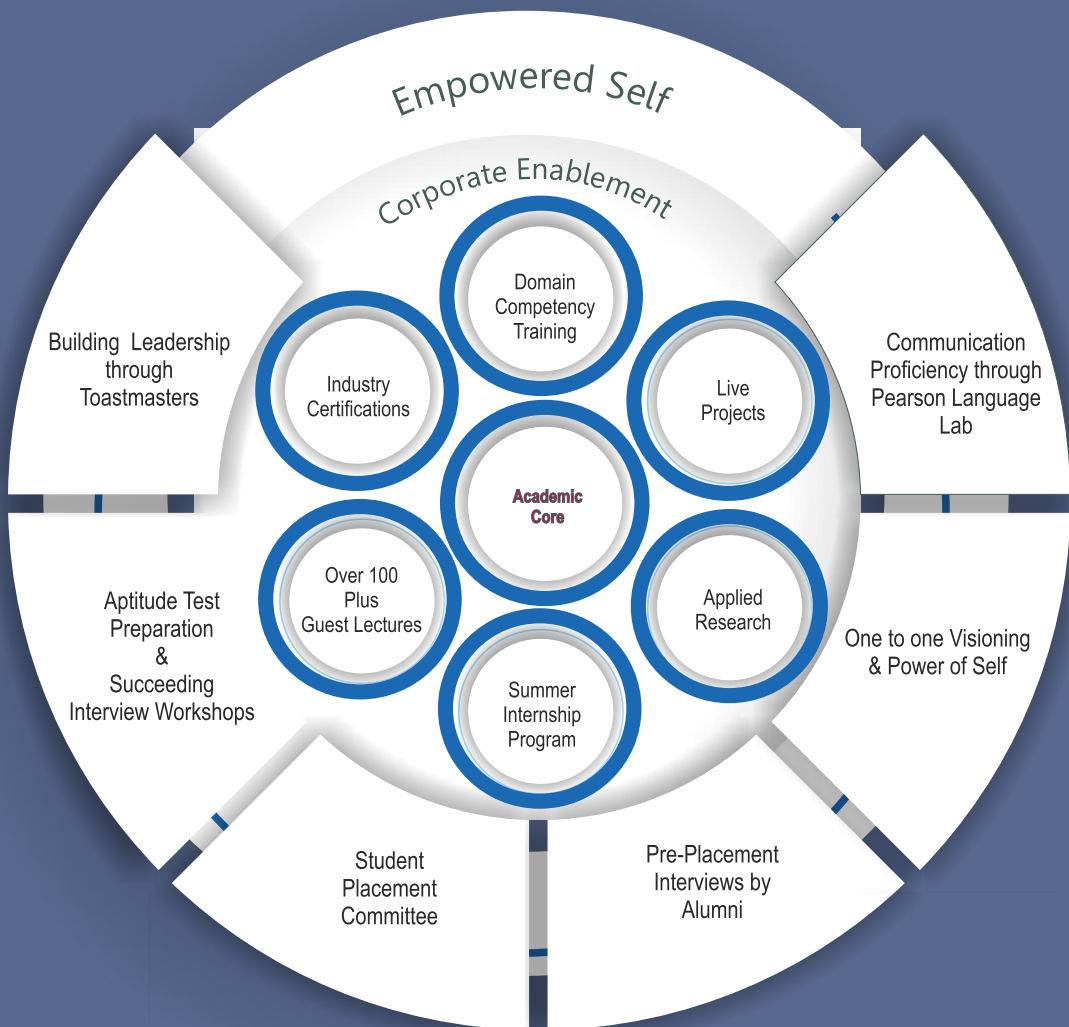 Empowered Self
Corporate Enablement
Domain
Competency
Training
Industry
Certifications
Live
Projects
Academic
Core
Over 100
Plus
Guest Lectures
Applied
Research
Summer
Internship
Program
Building Leadership
through
Toastmasters
Communication
Proficiency through
Pearson Language
Lab
Aptitude Test
Preparation
&
Succeeding
Interview Workshops
One to one Visioning
& Power of Self
Student
Placement
Committee
Pre-Placement
Interviews by
Alumni